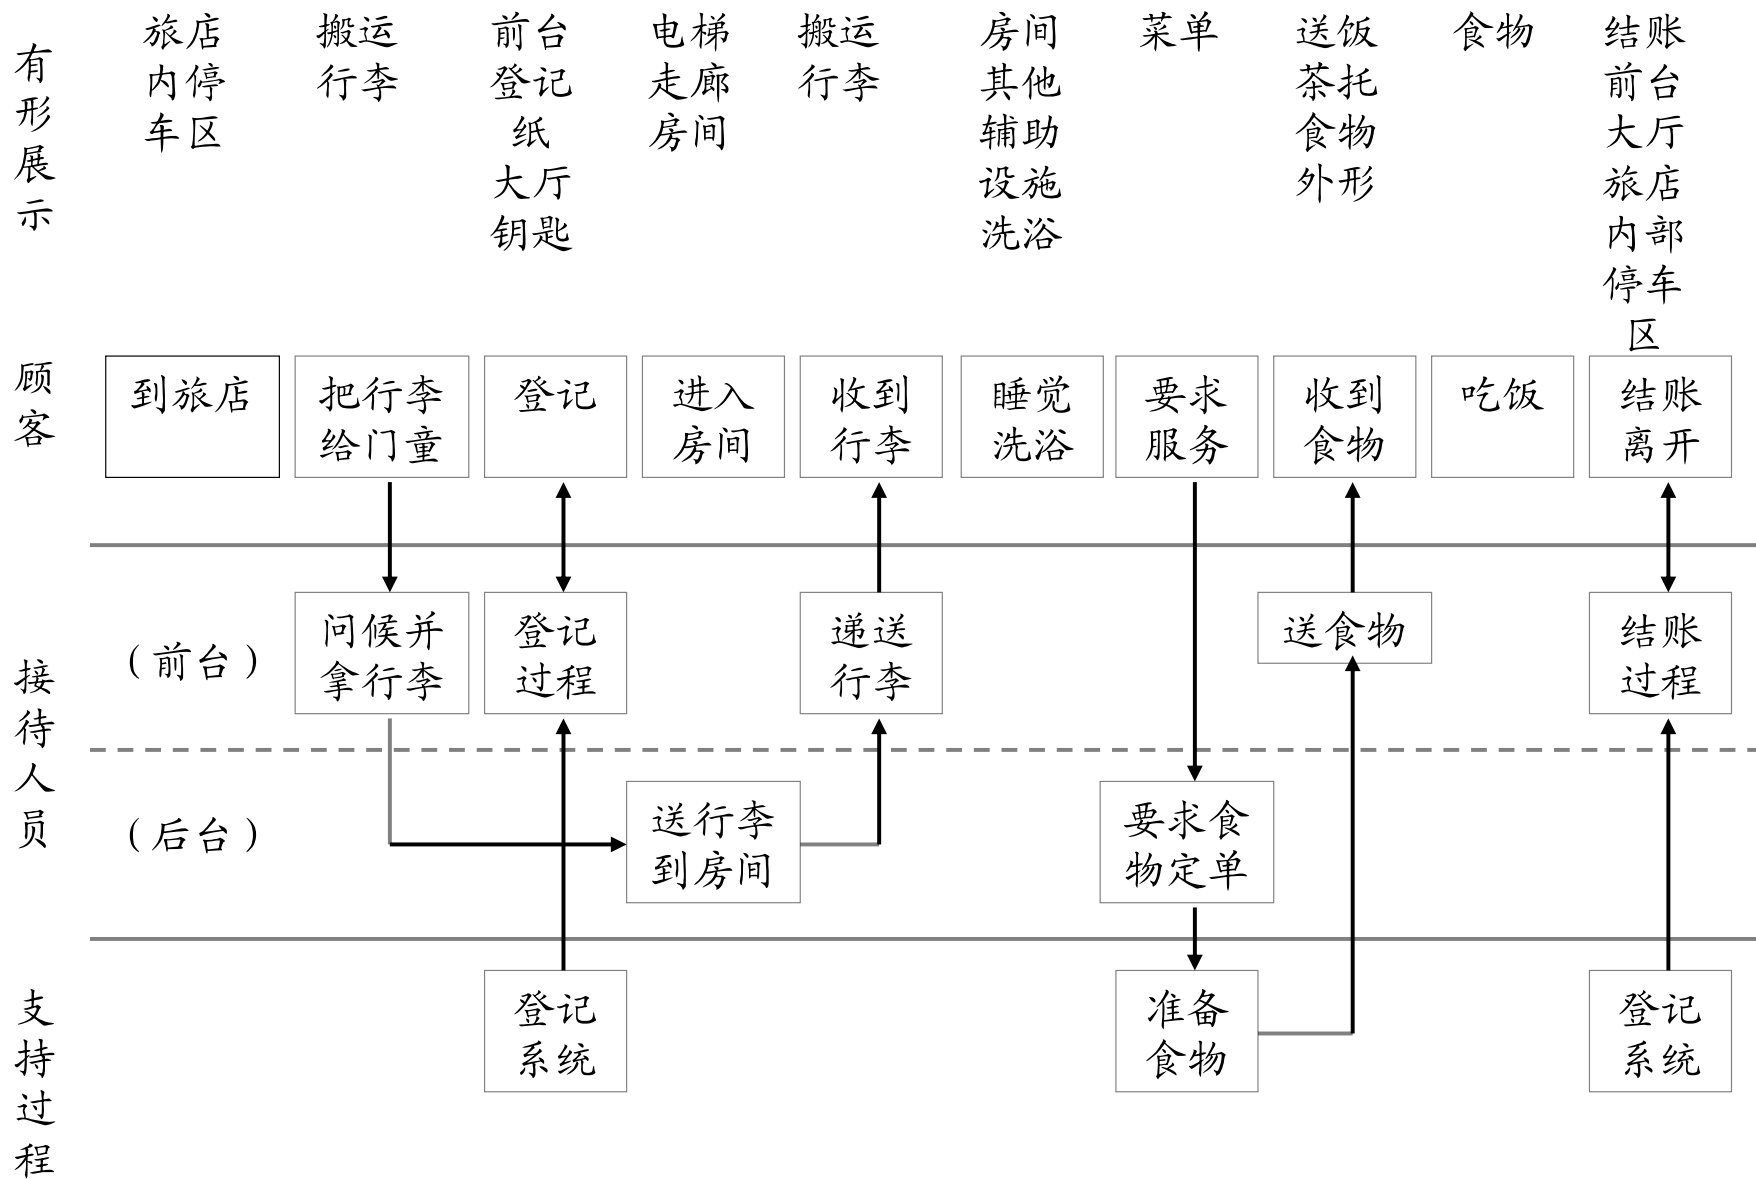 有
形
展
示
旅店
内停
车区
搬运
行李
前台
登记
纸
大厅
钥匙
电梯
走廊
房间
搬运
行李
房间
其他
辅助
设施
洗浴
菜单
送饭
茶托
食物
外形
食物
结账
前台
大厅
旅店
内部
停车
区
顾
客
到旅店
把行李
给门童
登记
进入
房间
收到
行李
睡觉
洗浴
要求
服务
收到
食物
吃饭
结账
离开
接
待
人
员
（前台）
问候并
拿行李
登记
过程
递送
行李
送食物
结账
过程
（后台）
送行李
到房间
要求食
物定单
支
持
过
程
登记
系统
准备
食物
登记
系统